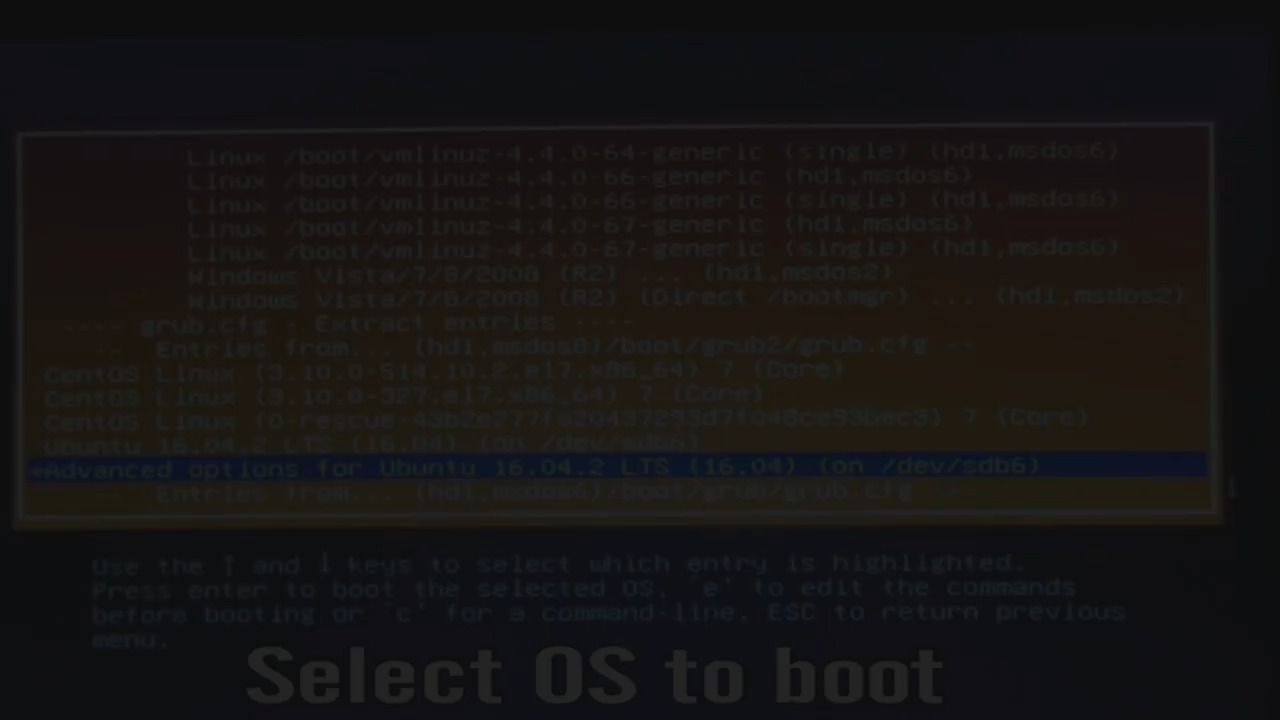 Linux /boot/vmlinuz-4.4.0-64-generic (single) (hd1,msdos6)
Linux /boot/vmlinuz-4.4.0-66-generic (hd1,msdos6)
Linux /boot/vmlinuz-4.4.0-66-generic (single) (hd1,msdos6)
Linux /boot/vmlinuz-4.4.0-67-generic (hd1,msdos6)
Linux /boot/vmlinuz-4.4.0-67-generic (single) (hd1,msdos6)
Windows Vista/7/8/2008 (R2) ... (hd1,msdos2)
Windows Vista/7/8/2008 (R2) (Direct /bootmgr) ... (hd1,msdos2)
---- grub.cfg - Extract entries ----
-- Entries from... (hd1,msdos8)/boot/grub2/grub.cfg --
CentOS Linux (3.10.0-514.10.2.el7.x86_64) 7 (Core)
CentOS Linux (3.10.0-327.el7.x86_64) 7 (Core)
CentOS Linux 7 (Core)
Ubuntu 16.04.2 LTS (16.04) (on /dev/sdb6)
*Advanced options for Ubuntu 16.04.2 LTS (16.04) (on /dev/sdb6)
-- Entries from... (hd1,msdos6)/boot/grub/grub.cfg --
Use the ↑ and ↓ keys to select which entry is highlighted.
Press enter to boot the selected OS, `e' to edit the commands
before booting or `c' for a command-line. ESC to return previous
menu.
Select OS to boot